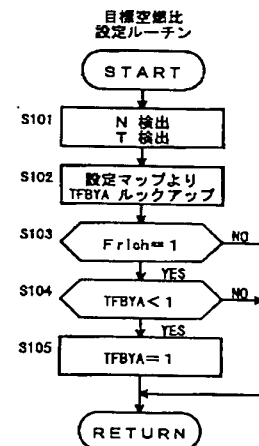 目標空燃比
設定ルーチン
START
S101
N 検出
T 検出
S102
設定マップより
TFBYA ルックアップ
S103
Frich=1
NO
YES
S104
TFBYA<1
NO
YES
S105
TFBYA=1
RETURN